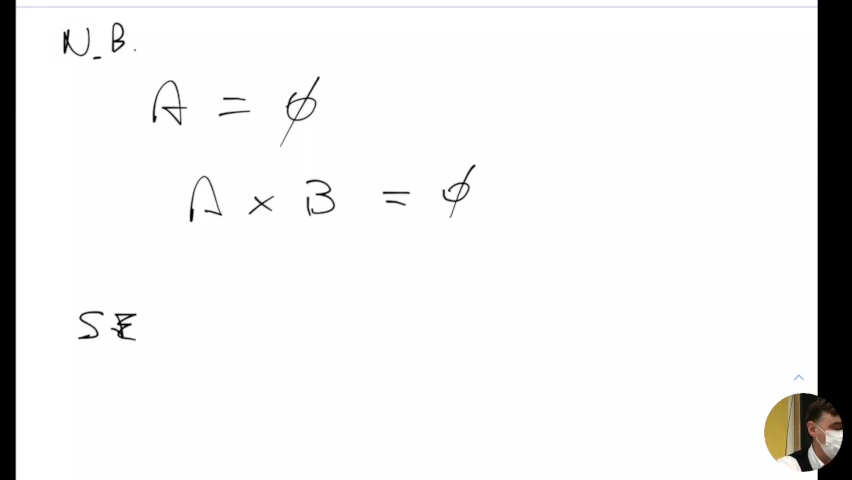 N.B.
A = ∅
A × B = ∅
SE